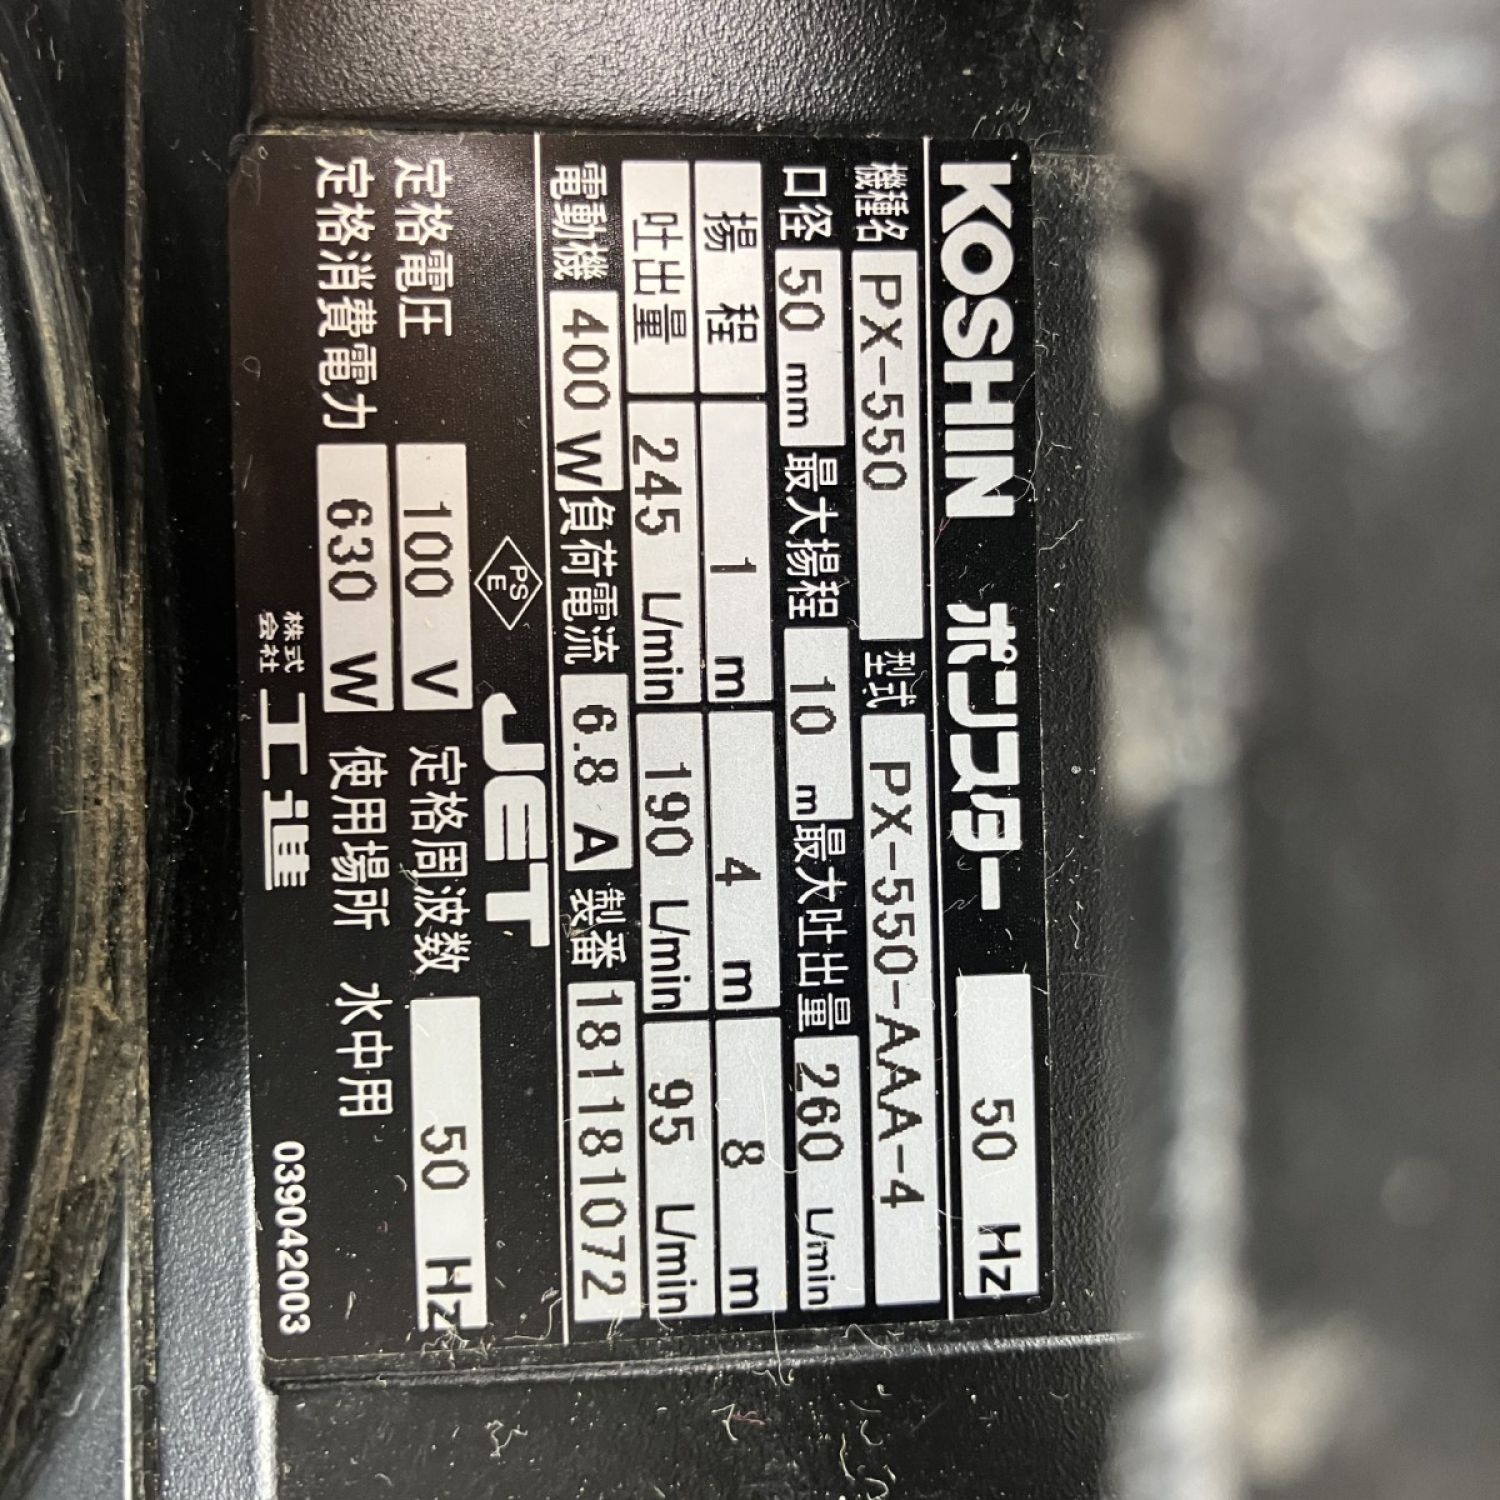 KOSHIN ポンスター 50 Hz
機種名 PX-550 型式 PX-550-AAA-4
口径 50 mm 最大揚程 10 m 最大吐出量 260 L/min
揚程 1 m 4 m 8 m
吐出量 245 L/min 190 L/min 95 L/min
電動機 400 W 負荷電流 6.8 A 製番 181181072
PS E JET
定格電圧 100 V 定格周波数 50 Hz
定格消費電力 630 W 使用場所 水中用
株式会社 工進 039042003